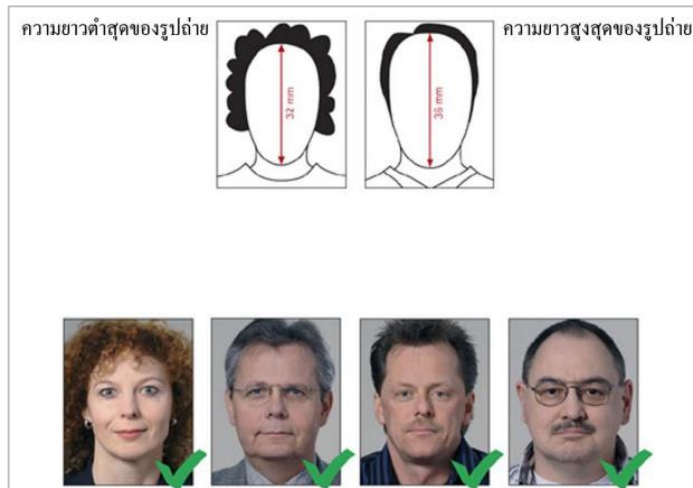 ความยาวต่ำสุดของรูปถ่าย
ความยาวสูงสุดของรูปถ่าย
32 mm
36 mm